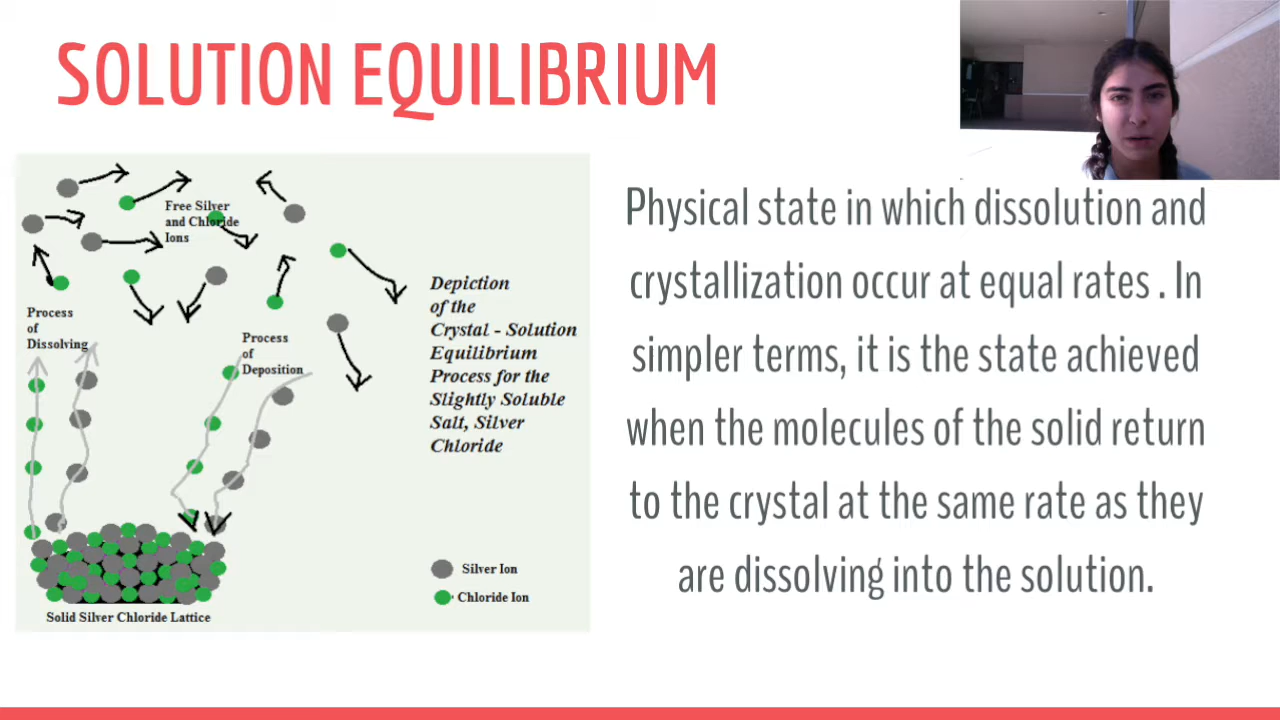 SOLUTION EQUILIBRIUM
Free Silver
and Chloride
Ions
Process
of
Dissolving
Process
of
Deposition
Depiction
of the
Crystal - Solution
Equilibrium
Process for the
Slightly Soluble
Salt, Silver
Chloride
Silver Ion
Chloride Ion
Solid Silver Chloride Lattice
Physical state in which dissolution and
crystallization occur at equal rates . In
simpler terms, it is the state achieved
when the molecules of the solid return
to the crystal at the same rate as they
are dissolving into the solution.